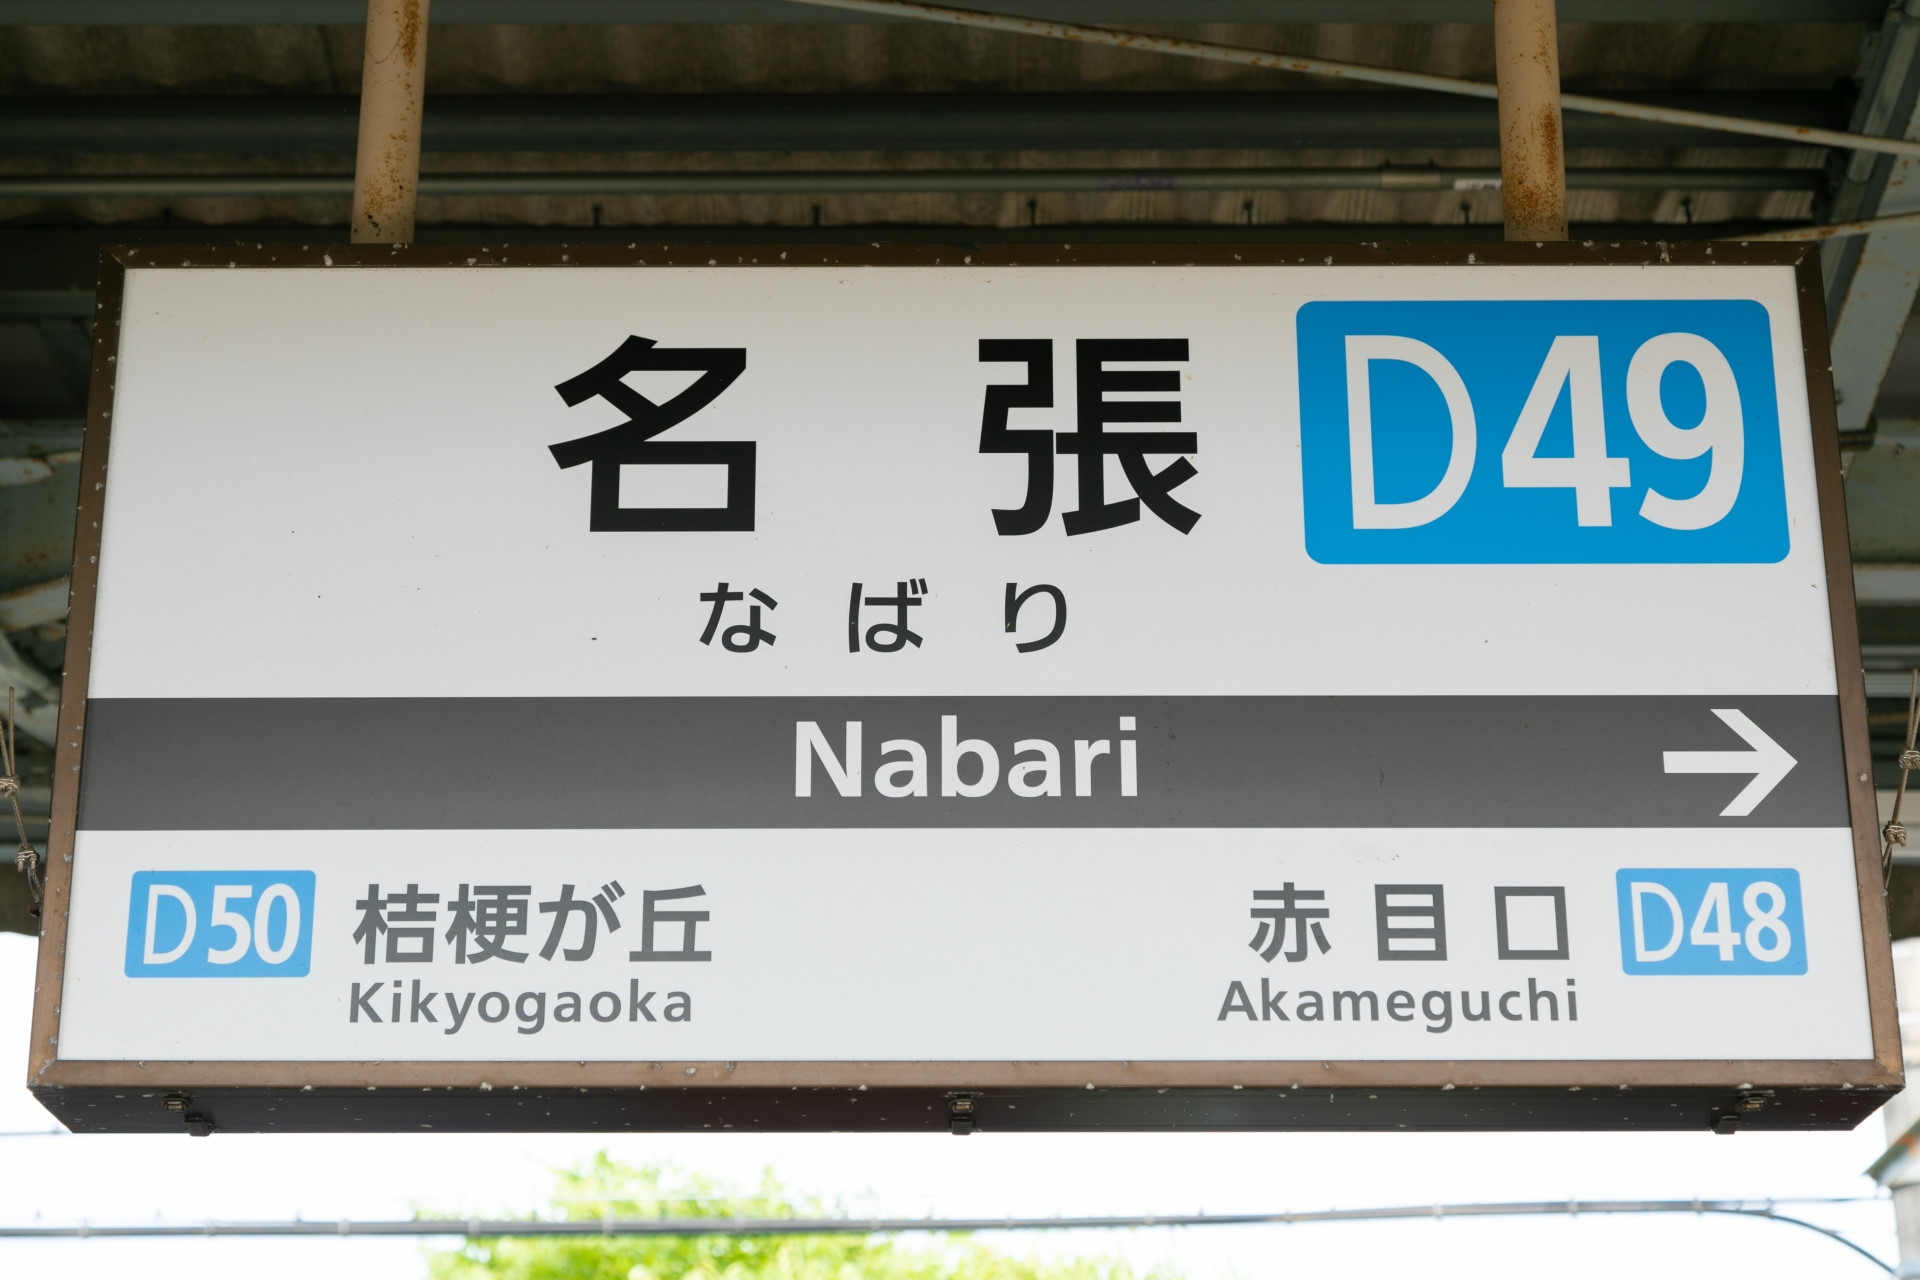 名張 D49
なばり
Nabari →
D50 桔梗が丘 赤目口 D48
Kikyogaoka Akameguchi